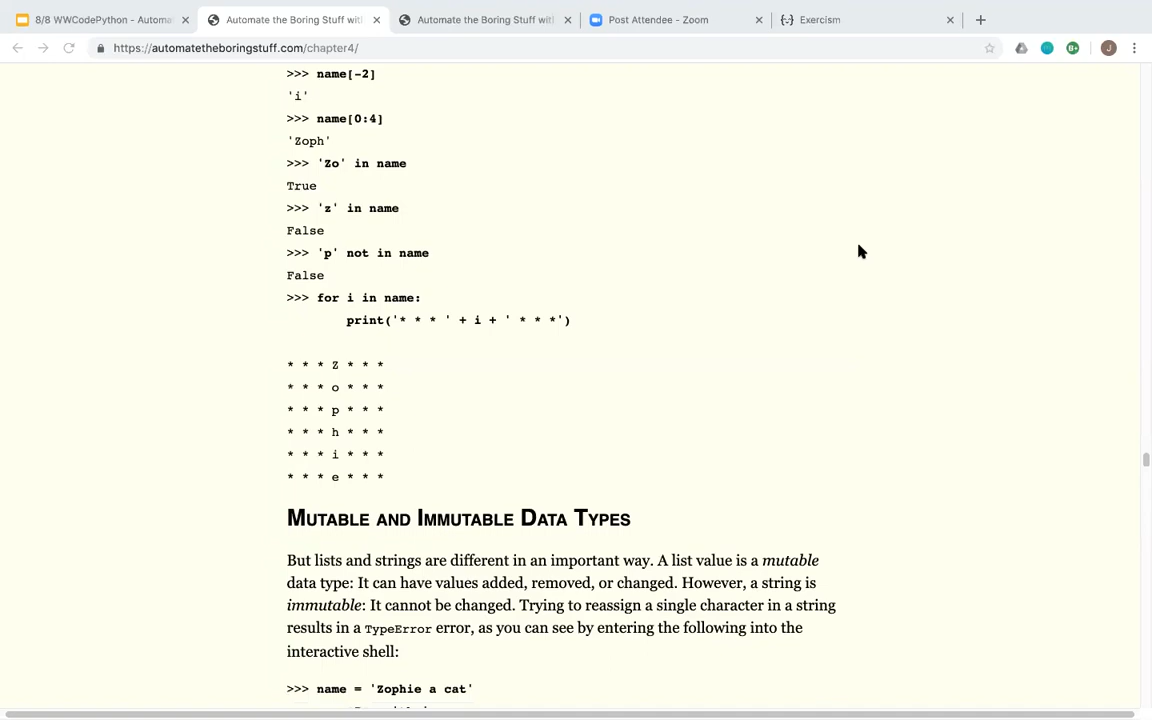 8/8 WWCodePython - Automa
Automate the Boring Stuff wit
Automate the Boring Stuff wit
Post Attendee - Zoom
Exercism
https://automatetheboringstuff.com/chapter4/
>>> name[-2]
'i'
>>> name[0:4]
'Zoph'
>>> 'Zo' in name
True
>>> 'z' in name
False
>>> 'p' not in name
False
>>> for i in name:
print('* * * ' + i + ' * * *')
* * * Z * * *
* * * o * * *
* * * p * * *
* * * h * * *
* * * i * * *
* * * e * * *
Mutable and Immutable Data Types
But lists and strings are different in an important way. A list value is a mutable
data type: It can have values added, removed, or changed. However, a string is
immutable: It cannot be changed. Trying to reassign a single character in a string
results in a TypeError error, as you can see by entering the following into the
interactive shell:
>>> name = 'Zophie a cat'